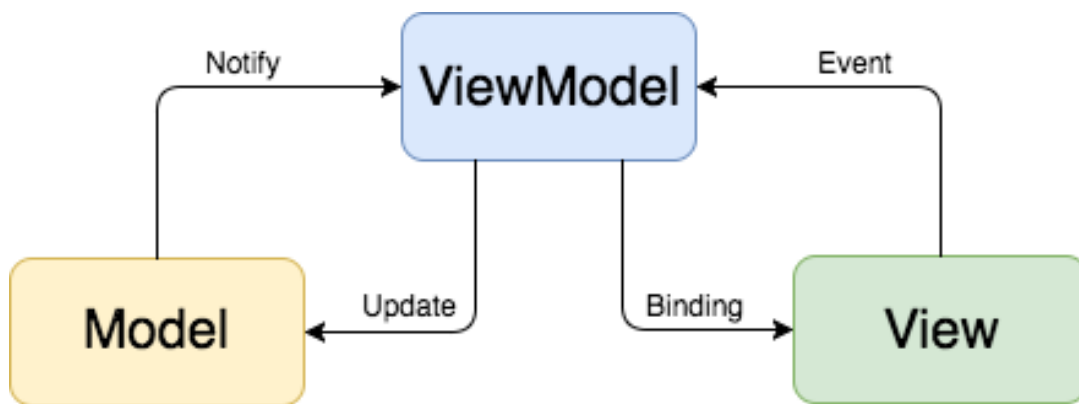 Notify
Event
ViewModel
Update
Binding
Model
View